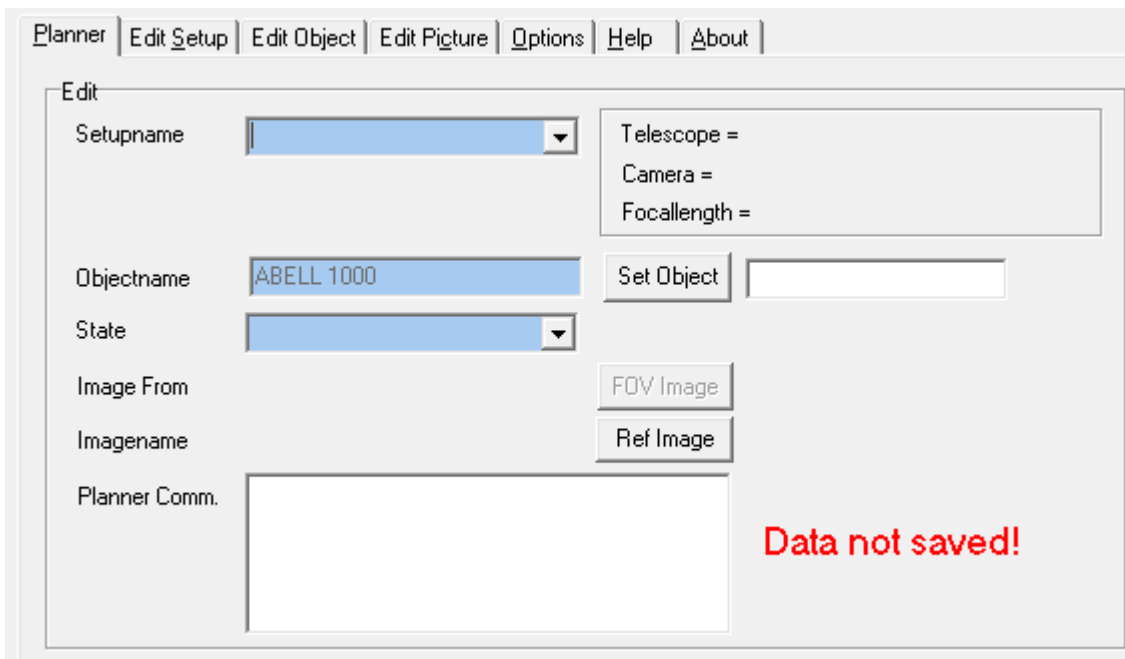 Planner Edit Setup Edit Object Edit Picture Options Help About
Edit
Setupname
Telescope =
Camera =
Focallength =
Objectname ABELL 1000 Set Object
State
Image From FOV Image
Imagename Ref Image
Planner Comm.
Data not saved!